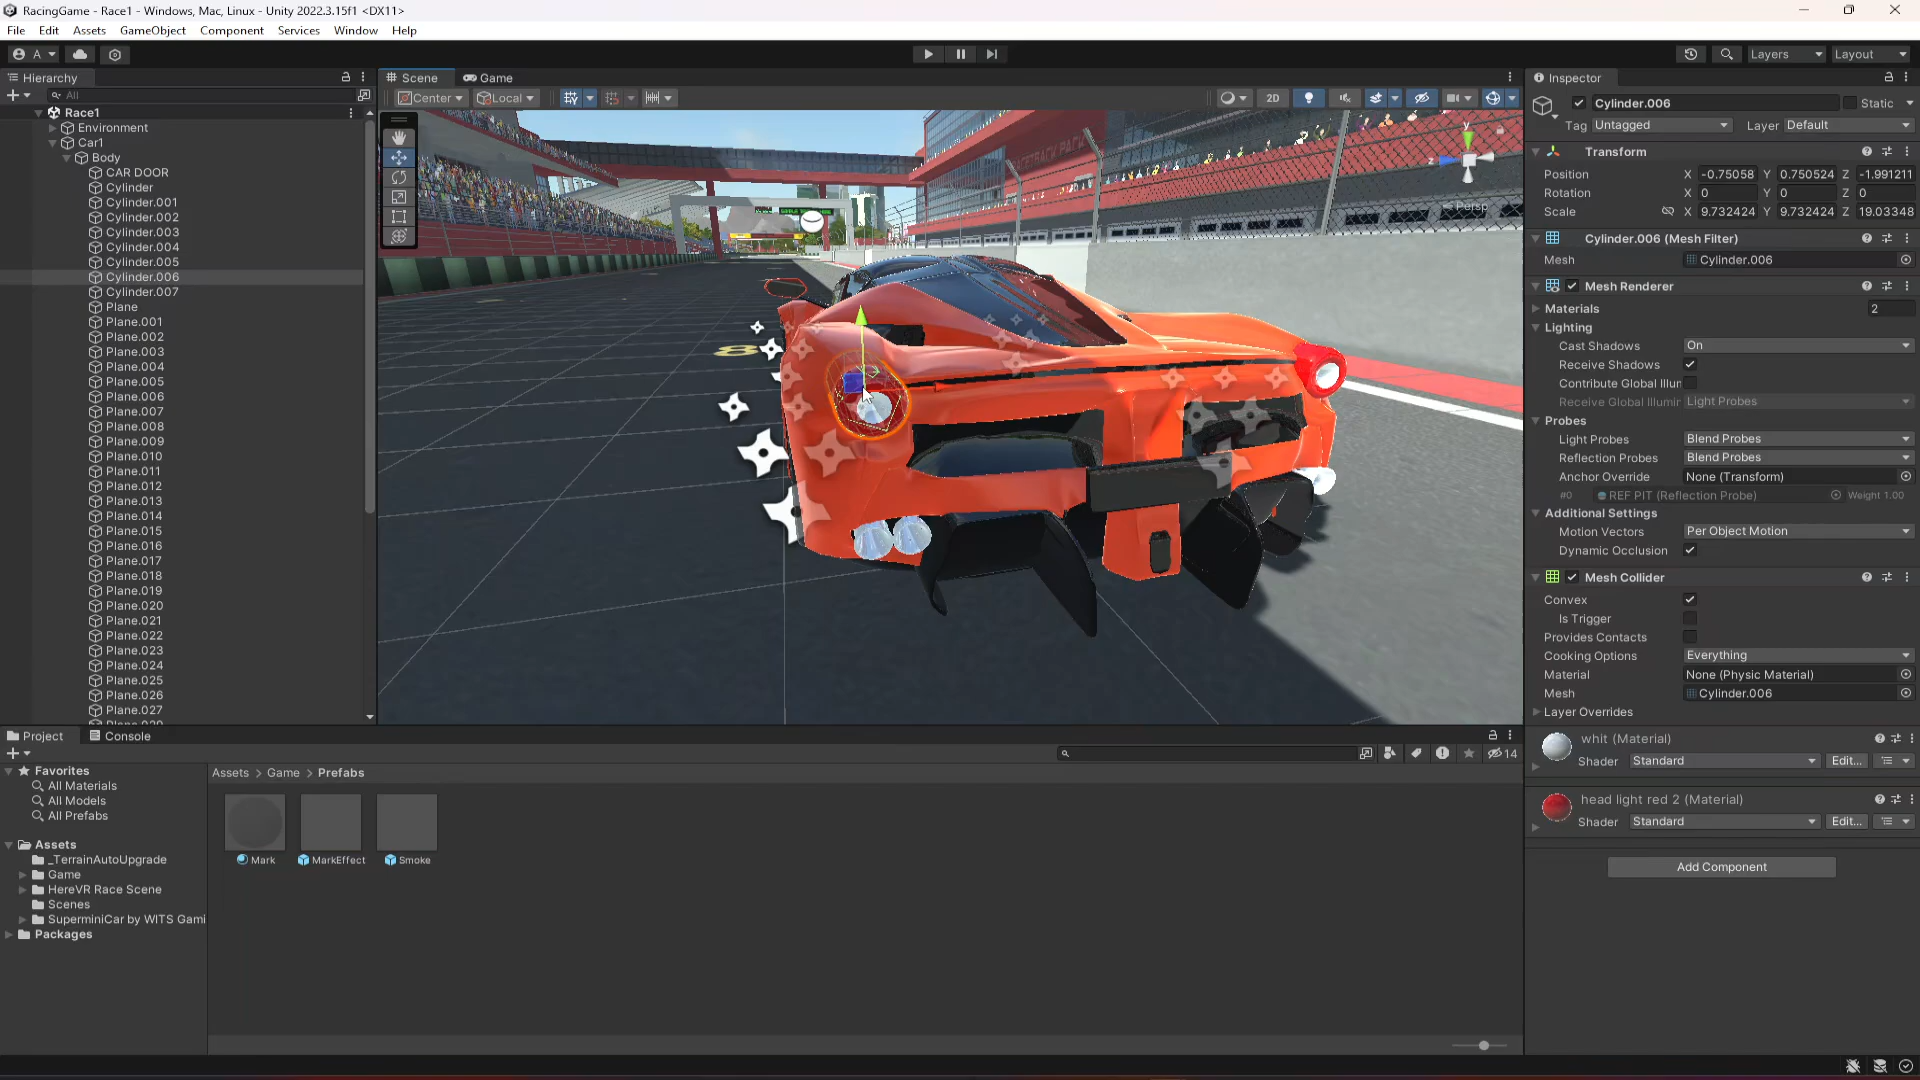 RacingGame - Race1 - Windows, Mac, Linux - Unity 2022.3.15f1 <DX11>
File Edit Assets GameObject Component Services Window Help
A
Layers Layout
Hierarchy
All
Race1
Environment
Car1
Body
CAR DOOR
Cylinder
Cylinder.001
Cylinder.002
Cylinder.003
Cylinder.004
Cylinder.005
Cylinder.006
Cylinder.007
Plane
Plane.001
Plane.002
Plane.003
Plane.004
Plane.005
Plane.006
Plane.007
Plane.008
Plane.009
Plane.010
Plane.011
Plane.012
Plane.013
Plane.014
Plane.015
Plane.016
Plane.017
Plane.018
Plane.019
Plane.020
Plane.021
Plane.022
Plane.023
Plane.024
Plane.025
Plane.026
Plane.027
Scene Game
Center Local 2D
RACETRACK PACK
y
z
Persp
8
Inspector
Cylinder.006 Static
Tag Untagged Layer Default
Transform
Position X -0.75058 Y 0.750524 Z -1.991211
Rotation X 0 Y 0 Z 0
Scale X 9.732424 Y 9.732424 Z 19.03348
Cylinder.006 (Mesh Filter)
Mesh Cylinder.006
Mesh Renderer
Materials 2
Lighting
Cast Shadows On
Receive Shadows
Contribute Global Illum
Receive Global Illumir Light Probes
Probes
Light Probes Blend Probes
Reflection Probes Blend Probes
Anchor Override None (Transform)
#0 REF PIT (Reflection Probe) Weight 1.00
Additional Settings
Motion Vectors Per Object Motion
Dynamic Occlusion
Mesh Collider
Convex
Is Trigger
Provides Contacts
Cooking Options Everything
Material None (Physic Material)
Mesh Cylinder.006
Layer Overrides
whit (Material)
Shader Standard Edit...
head light red 2 (Material)
Shader Standard Edit...
Add Component
Project Console
14
Favorites
All Materials
All Models
All Prefabs
Assets
_TerrainAutoUpgrade
Game
HereVR Race Scene
Scenes
SuperminiCar by WITS Gami
Packages
Assets > Game > Prefabs
Mark MarkEffect Smoke